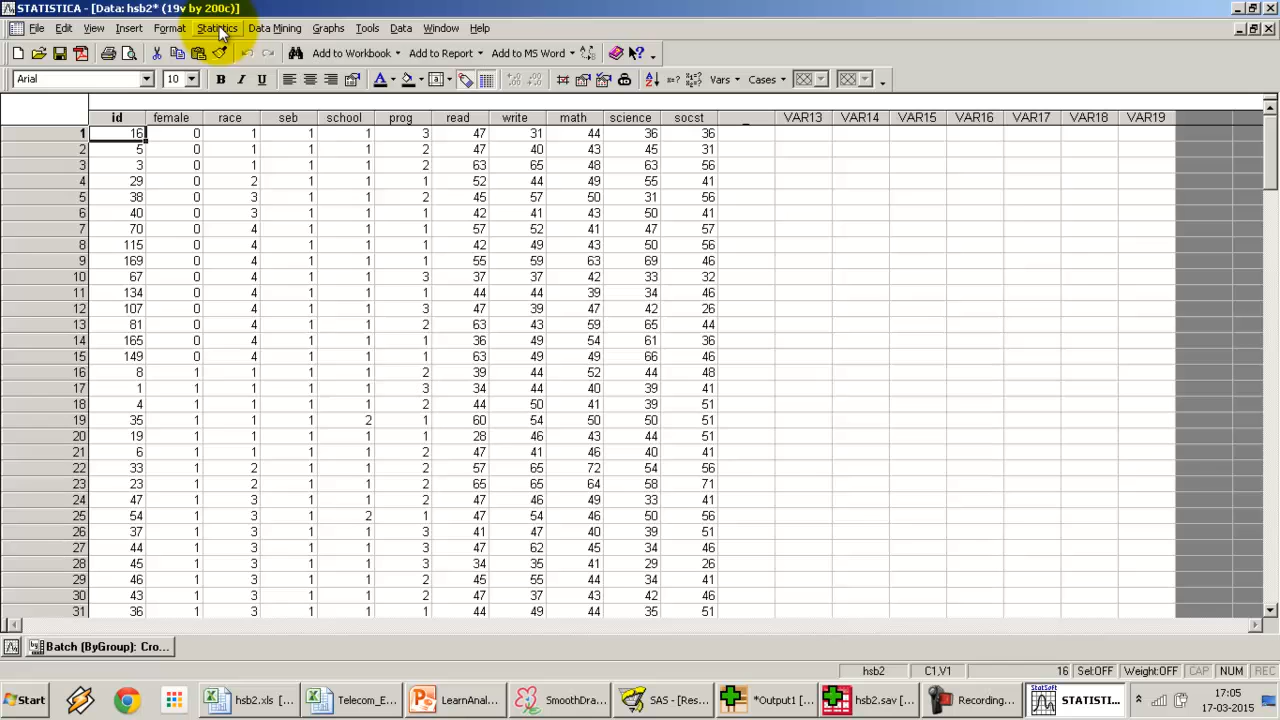 STATISTICA - [Data: hsb2* (19v by 200c)]
File Edit View Insert Format Statistics Data Mining Graphs Tools Data Window Help
Add to Workbook Add to Report Add to MS Word
Arial 10 B I U Vars Cases
id female race seb school prog read write math science socst VAR13 VAR14 VAR15 VAR16 VAR17 VAR18 VAR19
1 16 0 1 1 1 3 47 31 44 36 36
2 5 0 1 1 1 2 47 40 43 45 31
3 3 0 1 1 1 2 63 65 48 63 56
4 29 0 2 1 1 1 52 44 49 55 41
5 38 0 3 1 1 2 45 57 50 31 56
6 40 0 3 1 1 1 42 41 43 50 41
7 70 0 4 1 1 1 57 52 41 47 57
8 115 0 4 1 1 1 42 49 43 50 56
9 169 0 4 1 1 1 55 59 63 69 46
10 67 0 4 1 1 3 37 37 42 33 32
11 134 0 4 1 1 1 44 44 39 34 46
12 107 0 4 1 1 3 47 39 47 42 26
13 81 0 4 1 1 2 63 43 59 65 44
14 165 0 4 1 1 1 36 49 54 61 36
15 149 0 4 1 1 1 63 49 49 66 46
16 8 1 1 1 1 2 39 44 52 44 48
17 1 1 1 1 1 3 34 44 40 39 41
18 4 1 1 1 1 2 44 50 41 39 51
19 35 1 1 1 2 1 60 54 50 50 51
20 19 1 1 1 1 1 28 46 43 44 51
21 6 1 1 1 1 2 47 41 46 40 41
22 33 1 2 1 1 2 57 65 72 54 56
23 23 1 2 1 1 2 65 65 64 58 71
24 47 1 3 1 1 2 47 46 49 33 41
25 54 1 3 1 2 1 47 54 46 50 56
26 37 1 3 1 1 3 41 47 40 39 51
27 44 1 3 1 1 3 47 62 45 34 46
28 45 1 3 1 1 3 34 35 41 29 26
29 46 1 3 1 1 2 45 55 44 34 41
30 43 1 3 1 1 2 47 37 43 42 46
31 36 1 3 1 1 1 44 49 44 35 51
Batch (ByGroup): Cro...
hsb2 C1,V1 16 Sel:OFF Weight:OFF CAP NUM REC
Start hsb2.xls [... Telecom_E... LearnAnal... SmoothDra... SAS - [Res... *Output1 [... hsb2.sav [... Recording... STATISTI... 17:05
17-03-2015